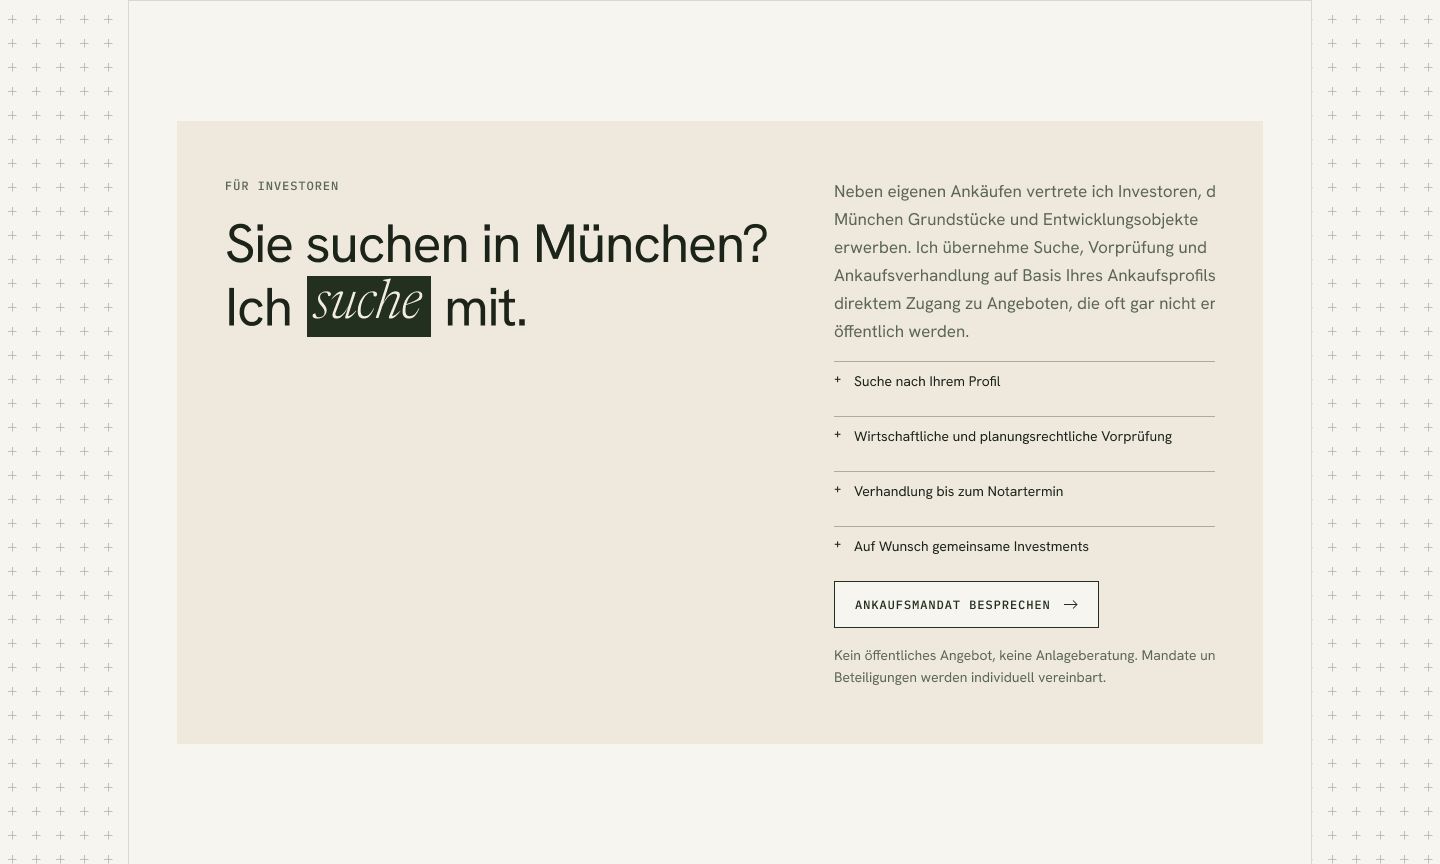 FÜR INVESTOREN
Sie suchen in München?
Ich suche mit.
Neben eigenen Ankäufen vertrete ich Investoren, d
München Grundstücke und Entwicklungsobjekte
erwerben. Ich übernehme Suche, Vorprüfung und
Ankaufsverhandlung auf Basis Ihres Ankaufsprofils
direktem Zugang zu Angeboten, die oft gar nicht er
öffentlich werden.
+ Suche nach Ihrem Profil
+ Wirtschaftliche und planungsrechtliche Vorprüfung
+ Verhandlung bis zum Notartermin
+ Auf Wunsch gemeinsame Investments
ANKAUFSMANDAT BESPRECHEN →
Kein öffentliches Angebot, keine Anlageberatung. Mandate un
Beteiligungen werden individuell vereinbart.